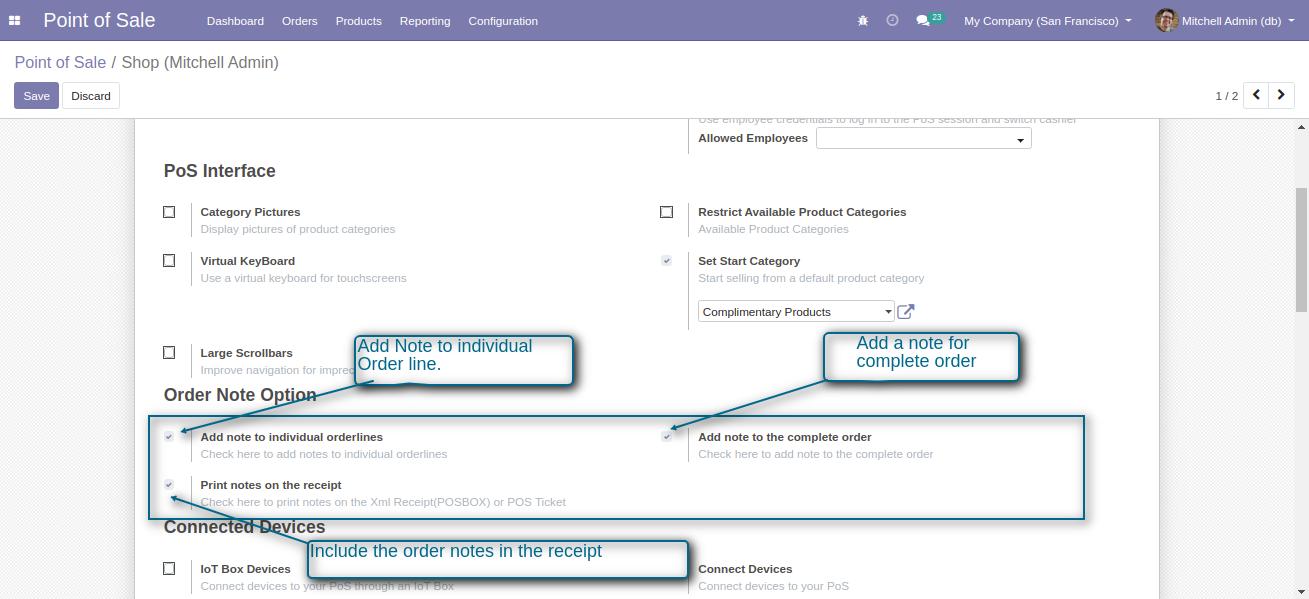 Point of Sale Dashboard Orders Products Reporting Configuration 23 My Company (San Francisco) Mitchell Admin (db)
Point of Sale / Shop (Mitchell Admin)
Save Discard 1 / 2
Use employee credentials to log in to the PoS session and switch cashier
Allowed Employees
PoS Interface
Category Pictures
Display pictures of product categories
Restrict Available Product Categories
Available Product Categories
Virtual KeyBoard
Use a virtual keyboard for touchscreens
Set Start Category
Start selling from a default product category
Complimentary Products
Large Scrollbars
Improve navigation for imprec
Add Note to individual
Order line.
Add a note for
complete order
Order Note Option
Add note to individual orderlines
Check here to add notes to individual orderlines
Add note to the complete order
Check here to add note to the complete order
Print notes on the receipt
Check here to print notes on the Xml Receipt(POSBOX) or POS Ticket
Connected Devices
Include the order notes in the receipt
IoT Box Devices
Connect devices to your PoS through an IoT Box
Connect Devices
Connect devices to your PoS